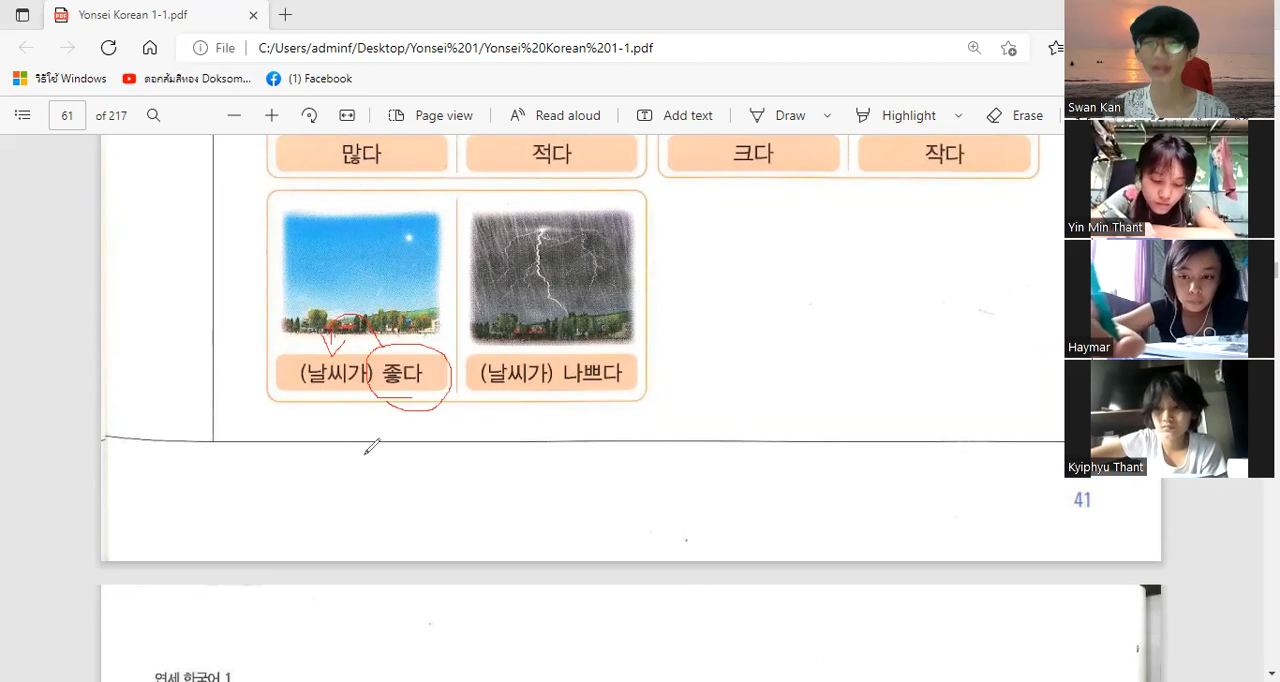 Yonsei Korean 1-1.pdf
File C:/Users/adminf/Desktop/Yonsei%201/Yonsei%20Korean%201-1.pdf
วิธีใช้ Windows ดอกส้มสีทอง Doksom... (1) Facebook
61 of 217 Page view Read aloud Add text Draw Highlight Erase
많다 적다 크다 작다
(날씨가) 좋다 (날씨가) 나쁘다
41
연세 한국어 1
Swan Kan
Yin Min Thant
Haymar
Kyiphyu Thant